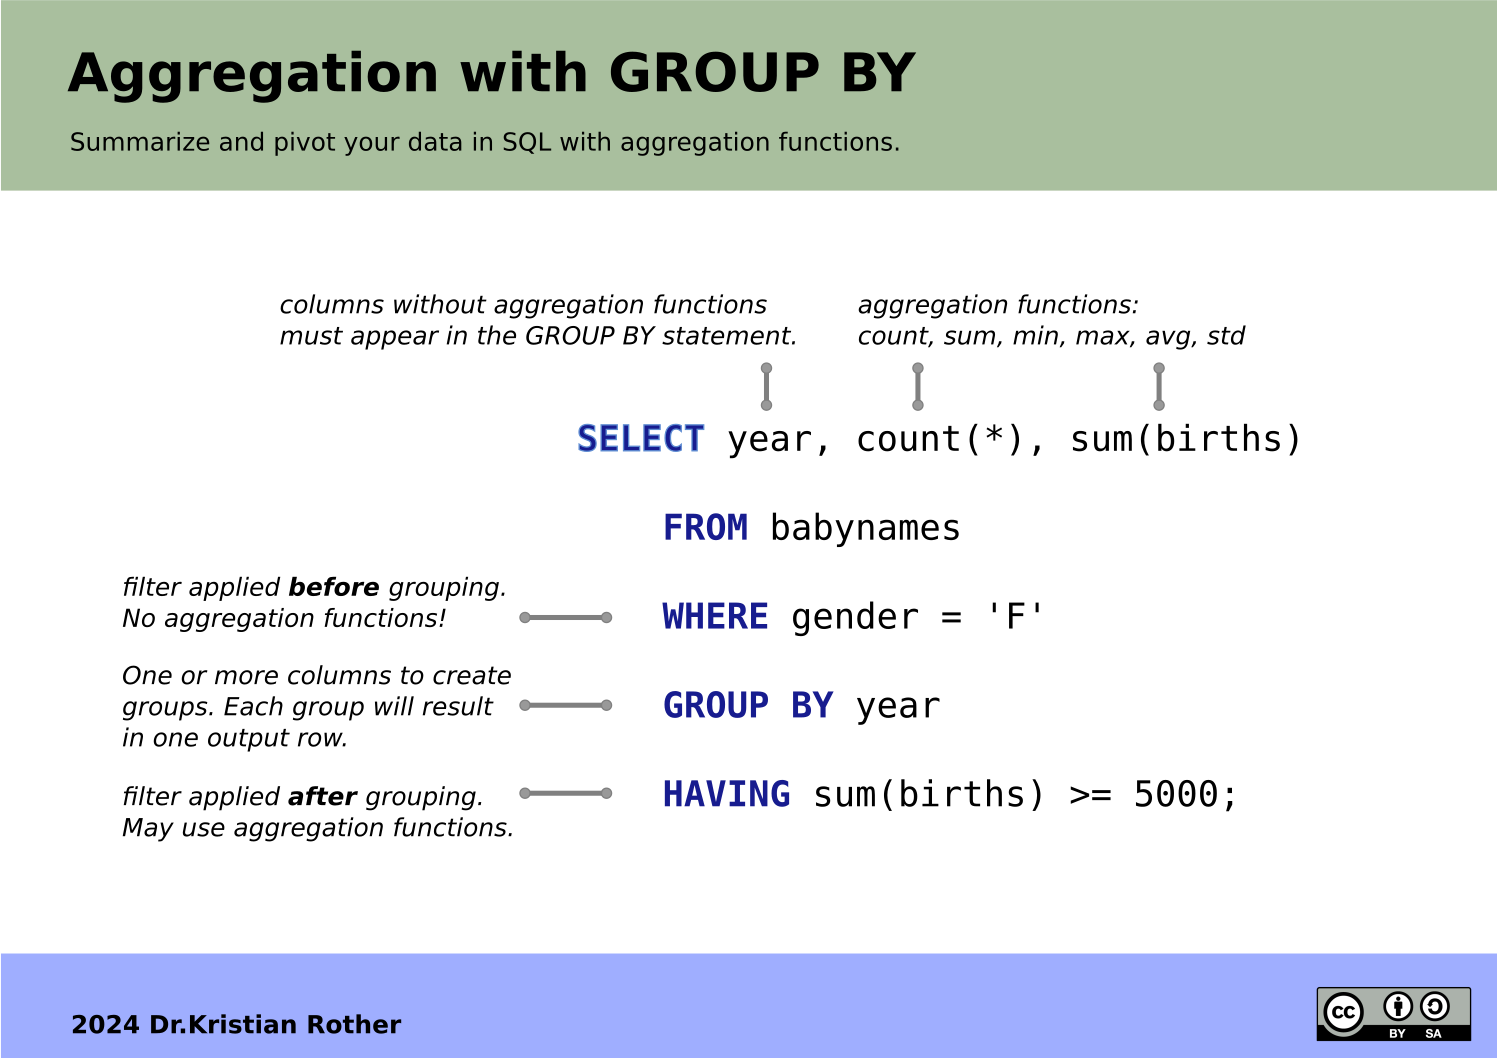 Aggregation with GROUP BY
Summarize and pivot your data in SQL with aggregation functions.
columns without aggregation functions
must appear in the GROUP BY statement.
aggregation functions:
count, sum, min, max, avg, std
SELECT year, count(*), sum(births)
FROM babynames
filter applied before grouping.
No aggregation functions!
WHERE gender = 'F'
One or more columns to create
groups. Each group will result
in one output row.
GROUP BY year
filter applied after grouping.
May use aggregation functions.
HAVING sum(births) >= 5000;
2024 Dr.Kristian Rother
cc
BY SA